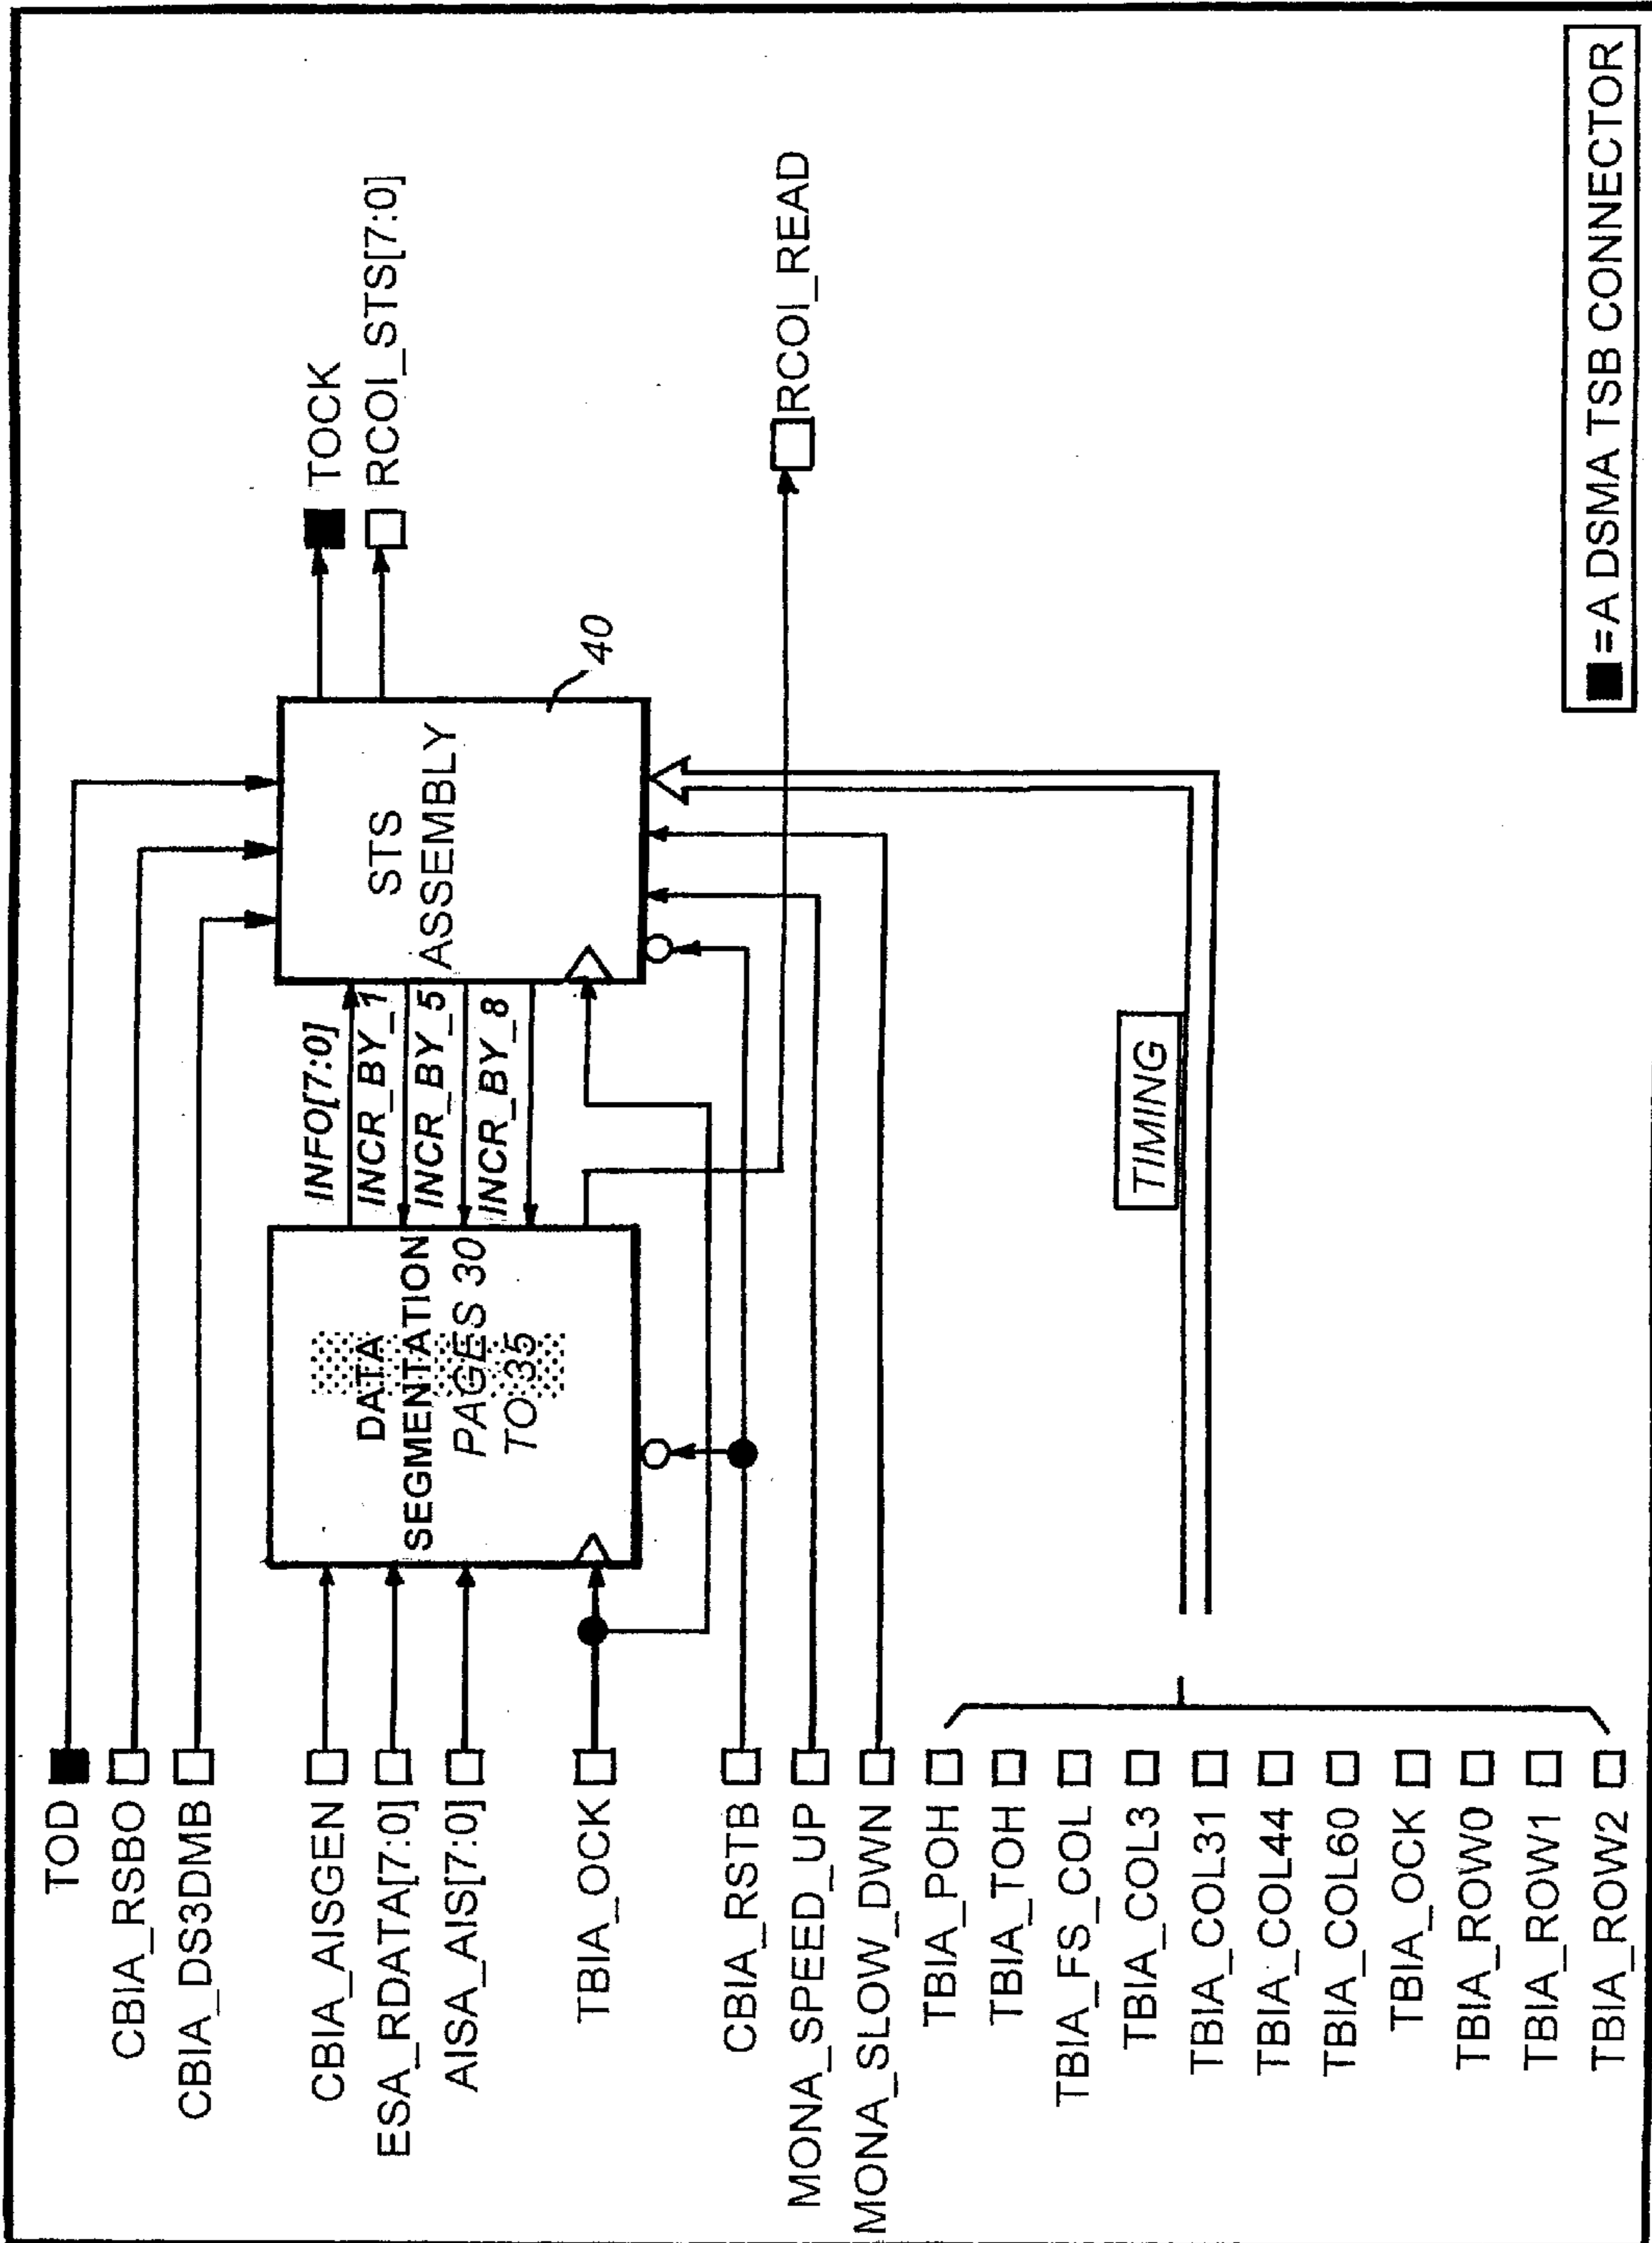 TOD
CBIA_RSBO
CBIA_DS3DMB
CBIA_AISGEN
ESA_RDATA[7:0]
AISA_AIS[7:0]
TBIA_OCK
CBIA_RSTB
MONA_SPEED_UP
MONA_SLOW_DWN
TBIA_POH
TBIA_TOH
TBIA_FS_COL
TBIA_COL3
TBIA_COL31
TBIA_COL44
TBIA_COL60
TBIA_OCK
TBIA_ROW0
TBIA_ROW1
TBIA_ROW2
DATA
SEGMENTATION
PAGES 30
TO 35
INFO[7:0]
INCR_BY_1
INCR_BY_5
INCR_BY_8
STS
ASSEMBLY
40
TOCK
RCOI_STS[7:0]
RCOI_READ
TIMING
=A DSMA TSB CONNECTOR